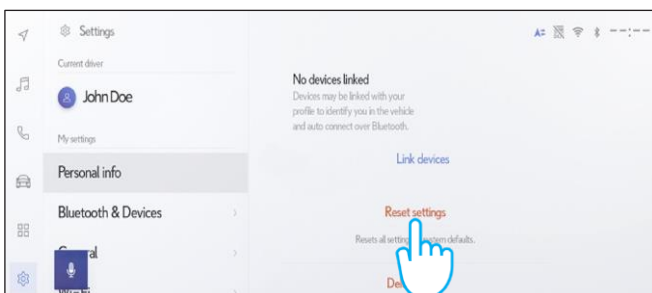 Settings
Current driver
John Doe
My settings
Personal info
Bluetooth & Devices
Wi-Fi
A
--:--
No devices linked
Devices may be linked with your
profile to identify you in the vehicle
and auto connect over Bluetooth.
Link devices
Reset settings
Resets all system defaults.